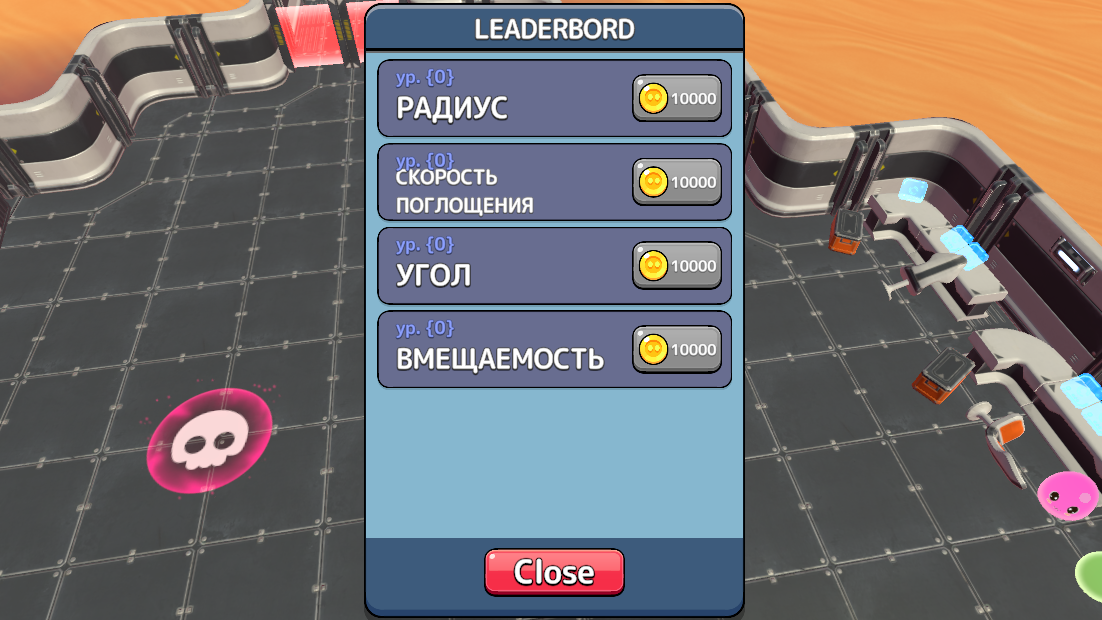 LEADERBORD
ур. {0}
РАДИУС
10000
ур. {0}
СКОРОСТЬ
ПОГЛОЩЕНИЯ
10000
ур. {0}
УГОЛ
10000
ур. {0}
ВМЕЩАЕМОСТЬ
10000
Close